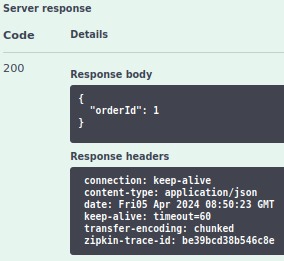 Server response
Code Details
200
Response body
{
"orderId": 1
}
Response headers
connection: keep-alive
content-type: application/json
date: Fri05 Apr 2024 08:50:23 GMT
keep-alive: timeout=60
transfer-encoding: chunked
zipkin-trace-id: be39bcd38b546c8e